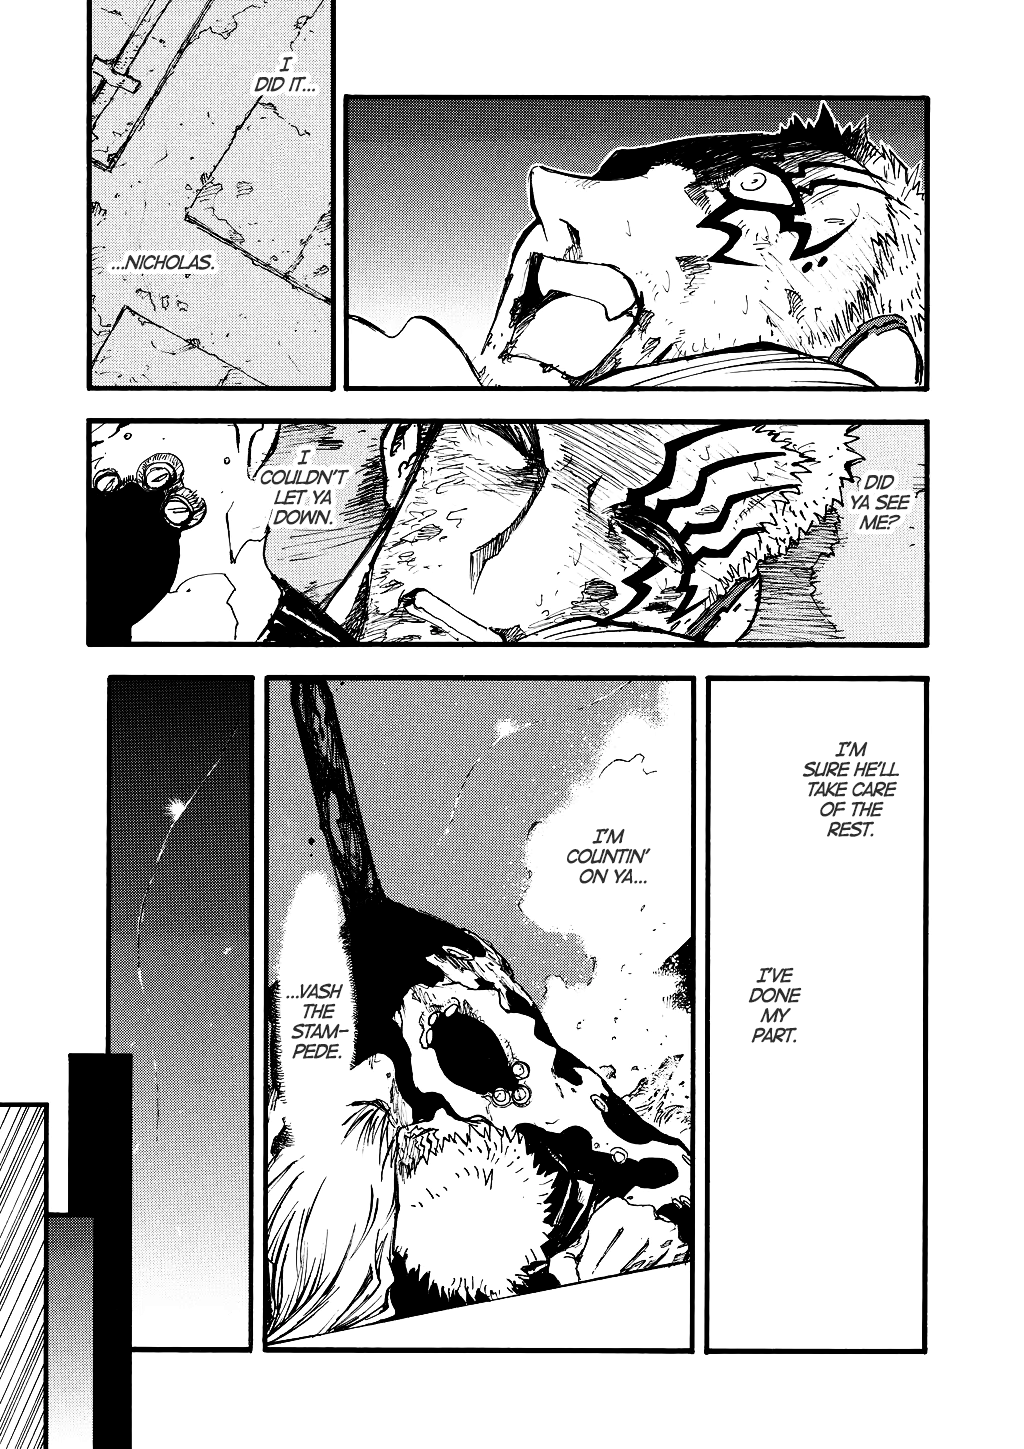 I
DID IT...
...NICHOLAS.
DID
YA SEE
ME?
I
COULDN'T
LET YA
DOWN.
I'M
SURE HE'LL
TAKE CARE
OF THE
REST.
I'VE
DONE
MY
PART.
I'M
COUNTIN'
ON YA...
...VASH
THE
STAM-
PEDE.